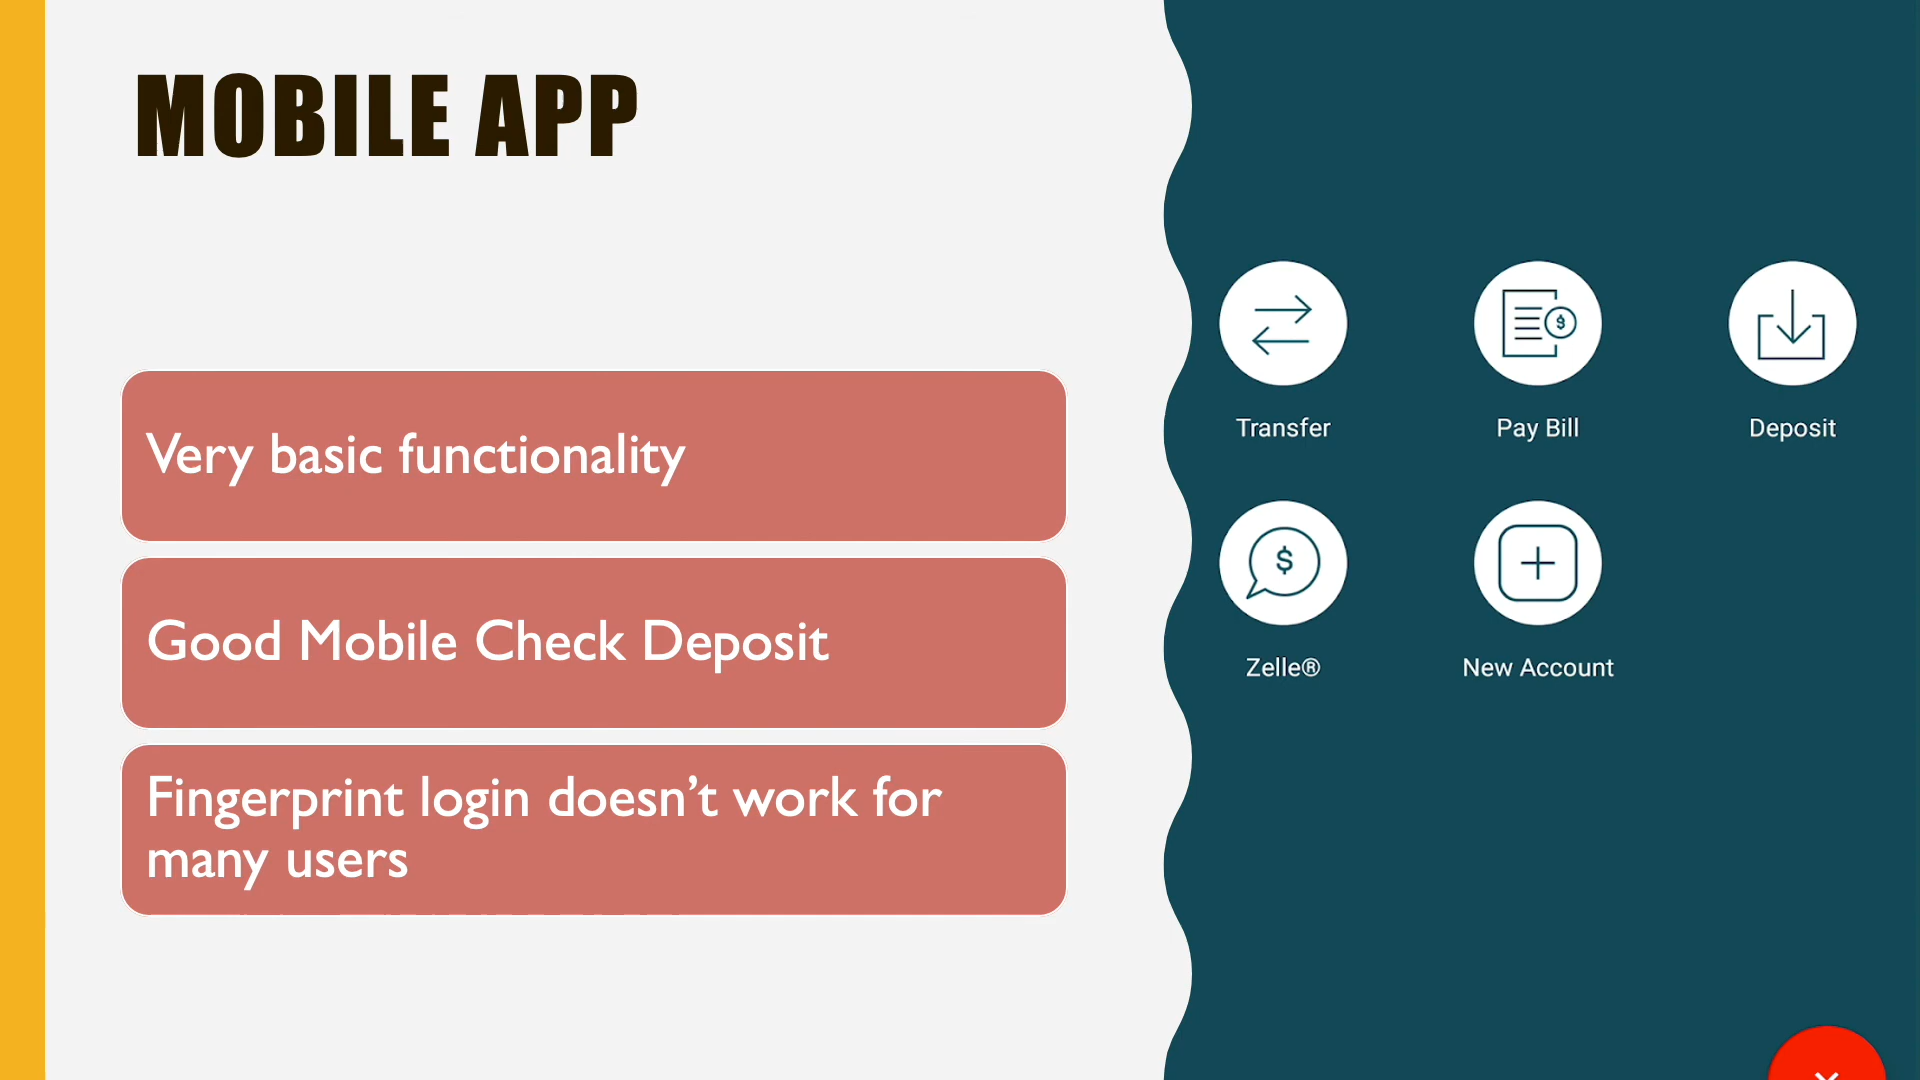 MOBILE APP
Very basic functionality
Good Mobile Check Deposit
Fingerprint login doesn’t work for
many users
Transfer
Pay Bill
Deposit
Zelle®
New Account